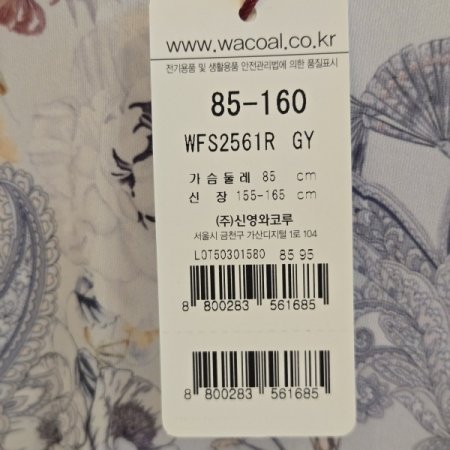 www.wacoal.co.kr
전기용품 및 생활용품 안전관리법에 의한 품질표시
85-160
WFS2561R GY
가슴둘레 85 cm
신 장 155-165 cm
(주)신영와코루
서울시 금천구 가산디지털 1로 104
LOT50301580 85 95
8 800283 561685
8 800283 561685